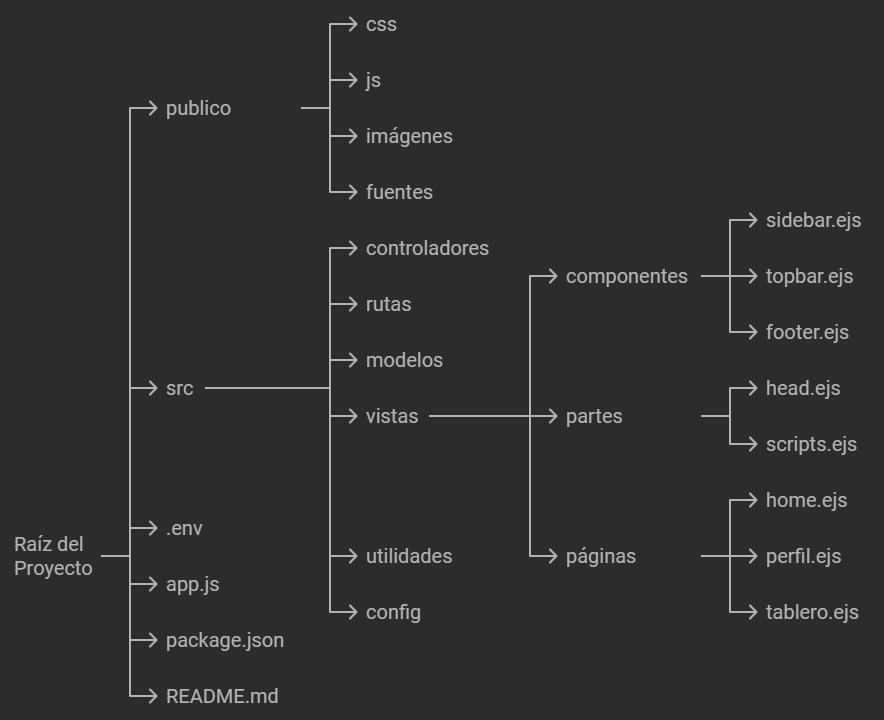 Raíz del
Proyecto
publico
css
js
imágenes
fuentes
src
controladores
rutas
modelos
vistas
componentes
sidebar.ejs
topbar.ejs
footer.ejs
partes
head.ejs
scripts.ejs
páginas
home.ejs
perfil.ejs
tablero.ejs
utilidades
config
.env
app.js
package.json
README.md